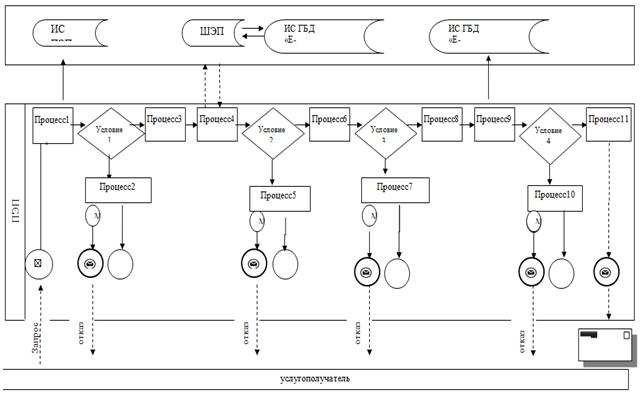 ИС
ШЭП
ИС ГБД
«Е-
ИС ГБД
«Е-
Процесс1
Условие
1
Процесс3
Процесс4
Условие
2
Процесс6
Условие
3
Процесс8
Процесс9
Условие
4
Процесс11
Процесс2
Процесс5
Процесс7
Процесс10
X
X
X
X
Запрос
отказ
отказ
отказ
отказ
услугополучатель